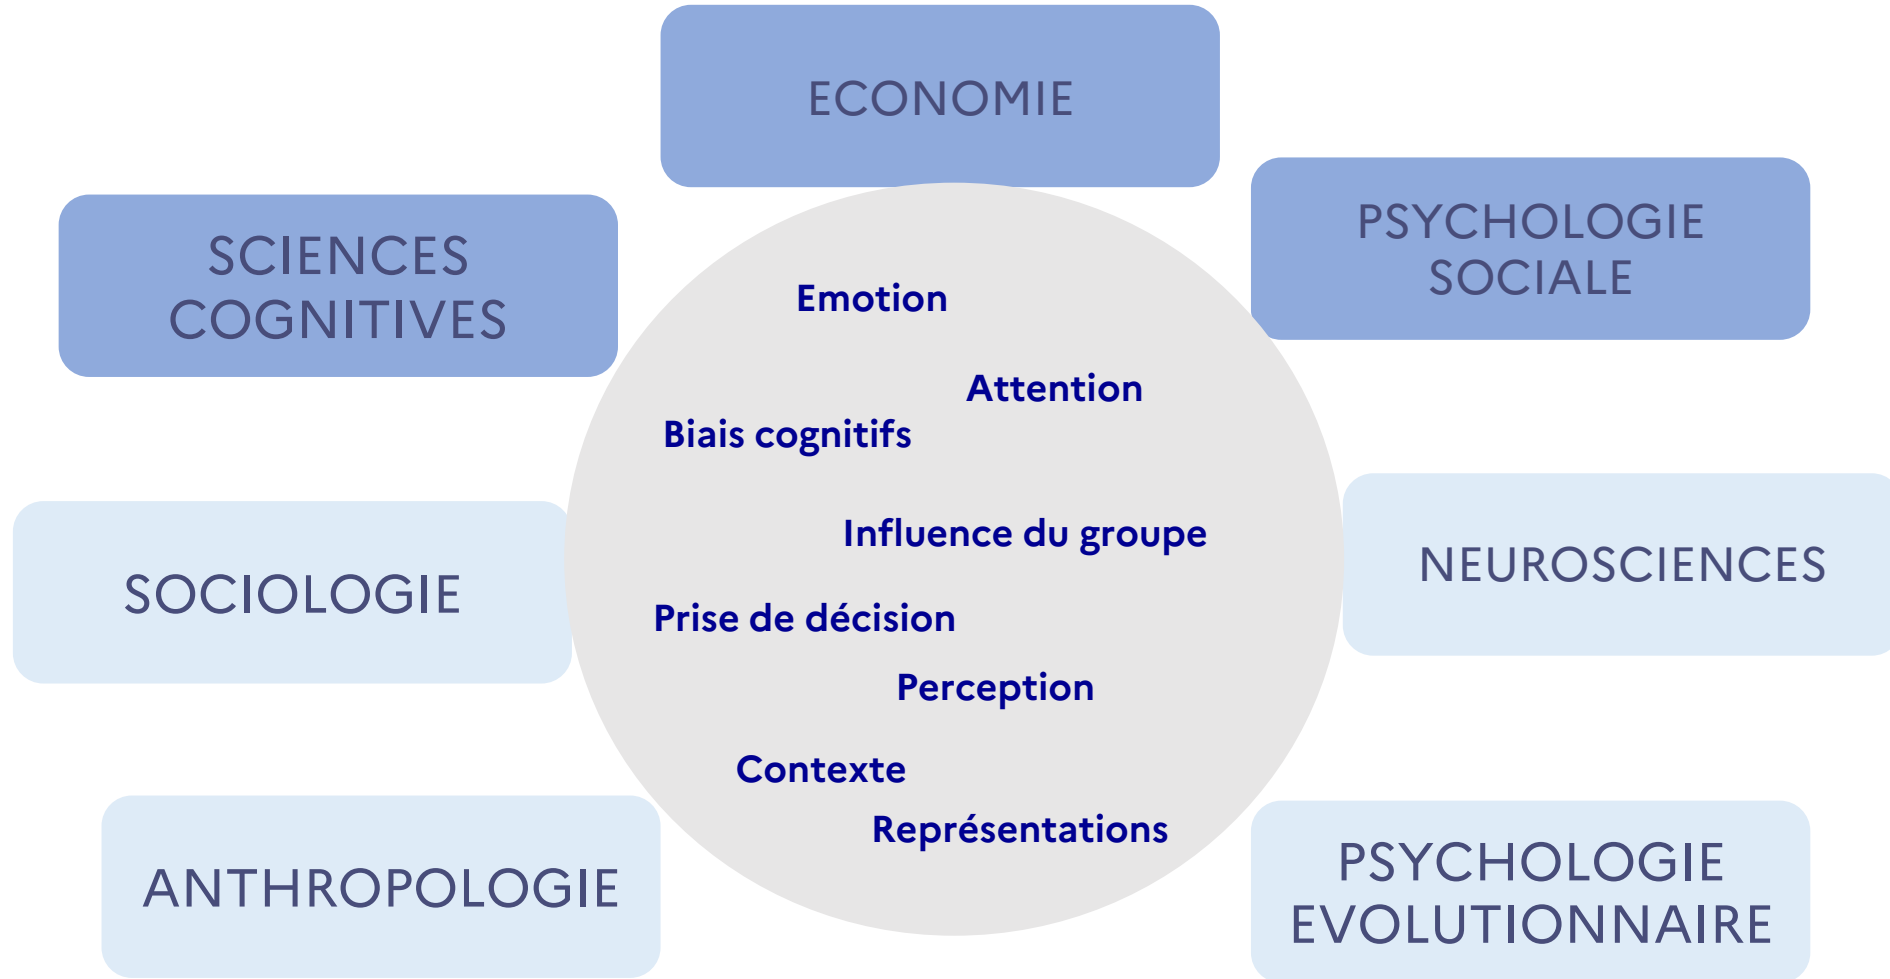 ECONOMIE
SCIENCES
COGNITIVES
PSYCHOLOGIE
SOCIALE
Emotion
Attention
Biais cognitifs
Influence du groupe
SOCIOLOGIE
NEUROSCIENCES
Prise de décision
Perception
Contexte
Représentations
ANTHROPOLOGIE
PSYCHOLOGIE
EVOLUTIONNAIRE